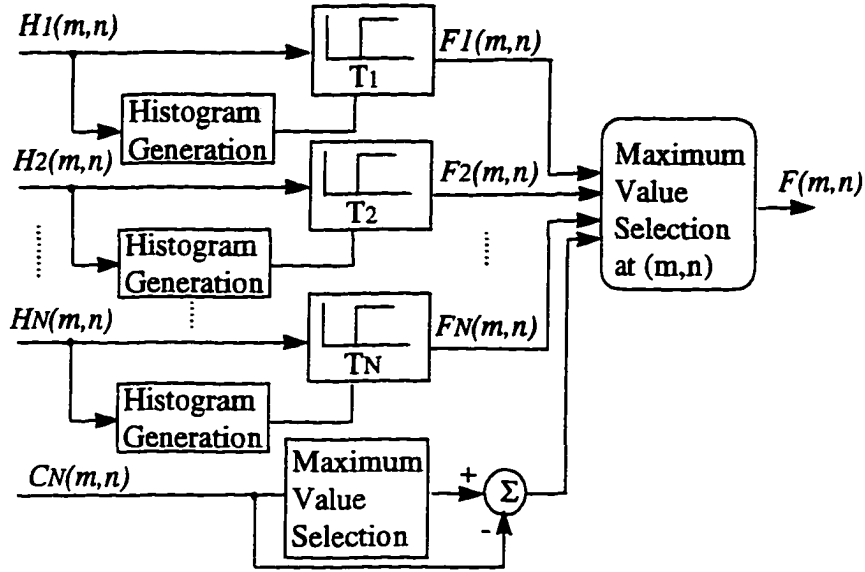 H1(m,n)
T1
F1(m,n)
Histogram
Generation
H2(m,n)
T2
F2(m,n)
Histogram
Generation
HN(m,n)
TN
FN(m,n)
Histogram
Generation
CN(m,n)
Maximum
Value
Selection
+
-
Σ
Maximum
Value
Selection
at (m,n)
F(m,n)